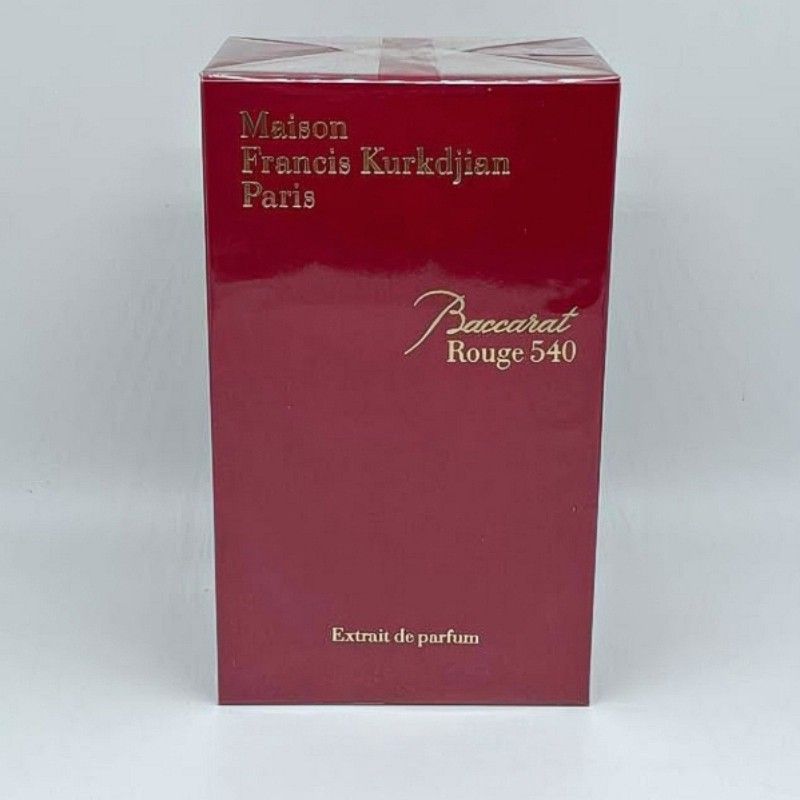 Maison
Francis Kurkdjian
Paris
Baccarat
Rouge 540
Extrait de parfum